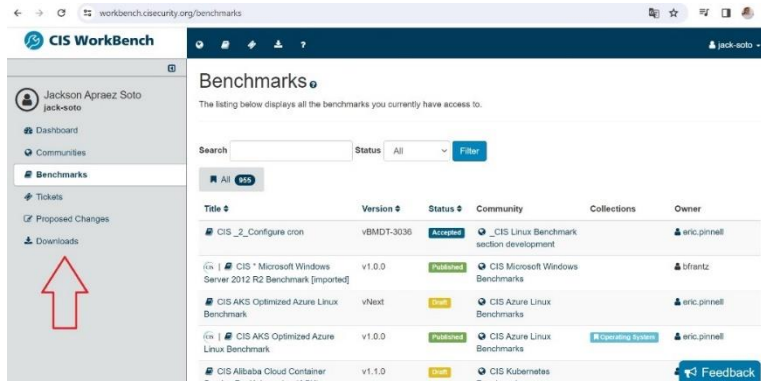 workbench.cisecurity.org/benchmarks
CIS WorkBench
jack-soto
Jackson Apraez Soto
jack-soto
Dashboard
Communities
Benchmarks
Tickets
Proposed Changes
Downloads
Benchmarks
The listing below displays all the benchmarks you currently have access to.
Search
Status All
Filter
All 955
Title Version Status Community Collections Owner
CIS _2_Configure cron vBMDT-3036 Accepted _CIS Linux Benchmark eric.pinnell
section development
CIS * Microsoft Windows v1.0.0 Published CIS Microsoft Windows bfrantz
Server 2012 R2 Benchmark [imported] Benchmarks
CIS AKS Optimized Azure Linux vNext Draft CIS Azure Linux eric.pinnell
Benchmark Benchmarks
CIS AKS Optimized Azure v1.0.0 Published CIS Azure Linux Operating System eric.pinnell
Linux Benchmark Benchmarks
CIS Alibaba Cloud Container v1.1.0 Draft CIS Kubernetes
Feedback